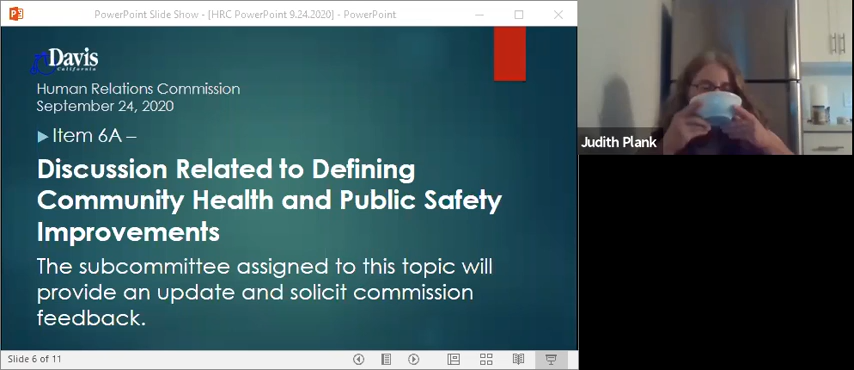 PowerPoint Slide Show - [HRC PowerPoint 9.24.2020] - PowerPoint
Davis
California
Human Relations Commission
September 24, 2020
Item 6A –
Discussion Related to Defining
Community Health and Public Safety
Improvements
The subcommittee assigned to this topic will
provide an update and solicit commission
feedback.
Slide 6 of 11
Judith Plank